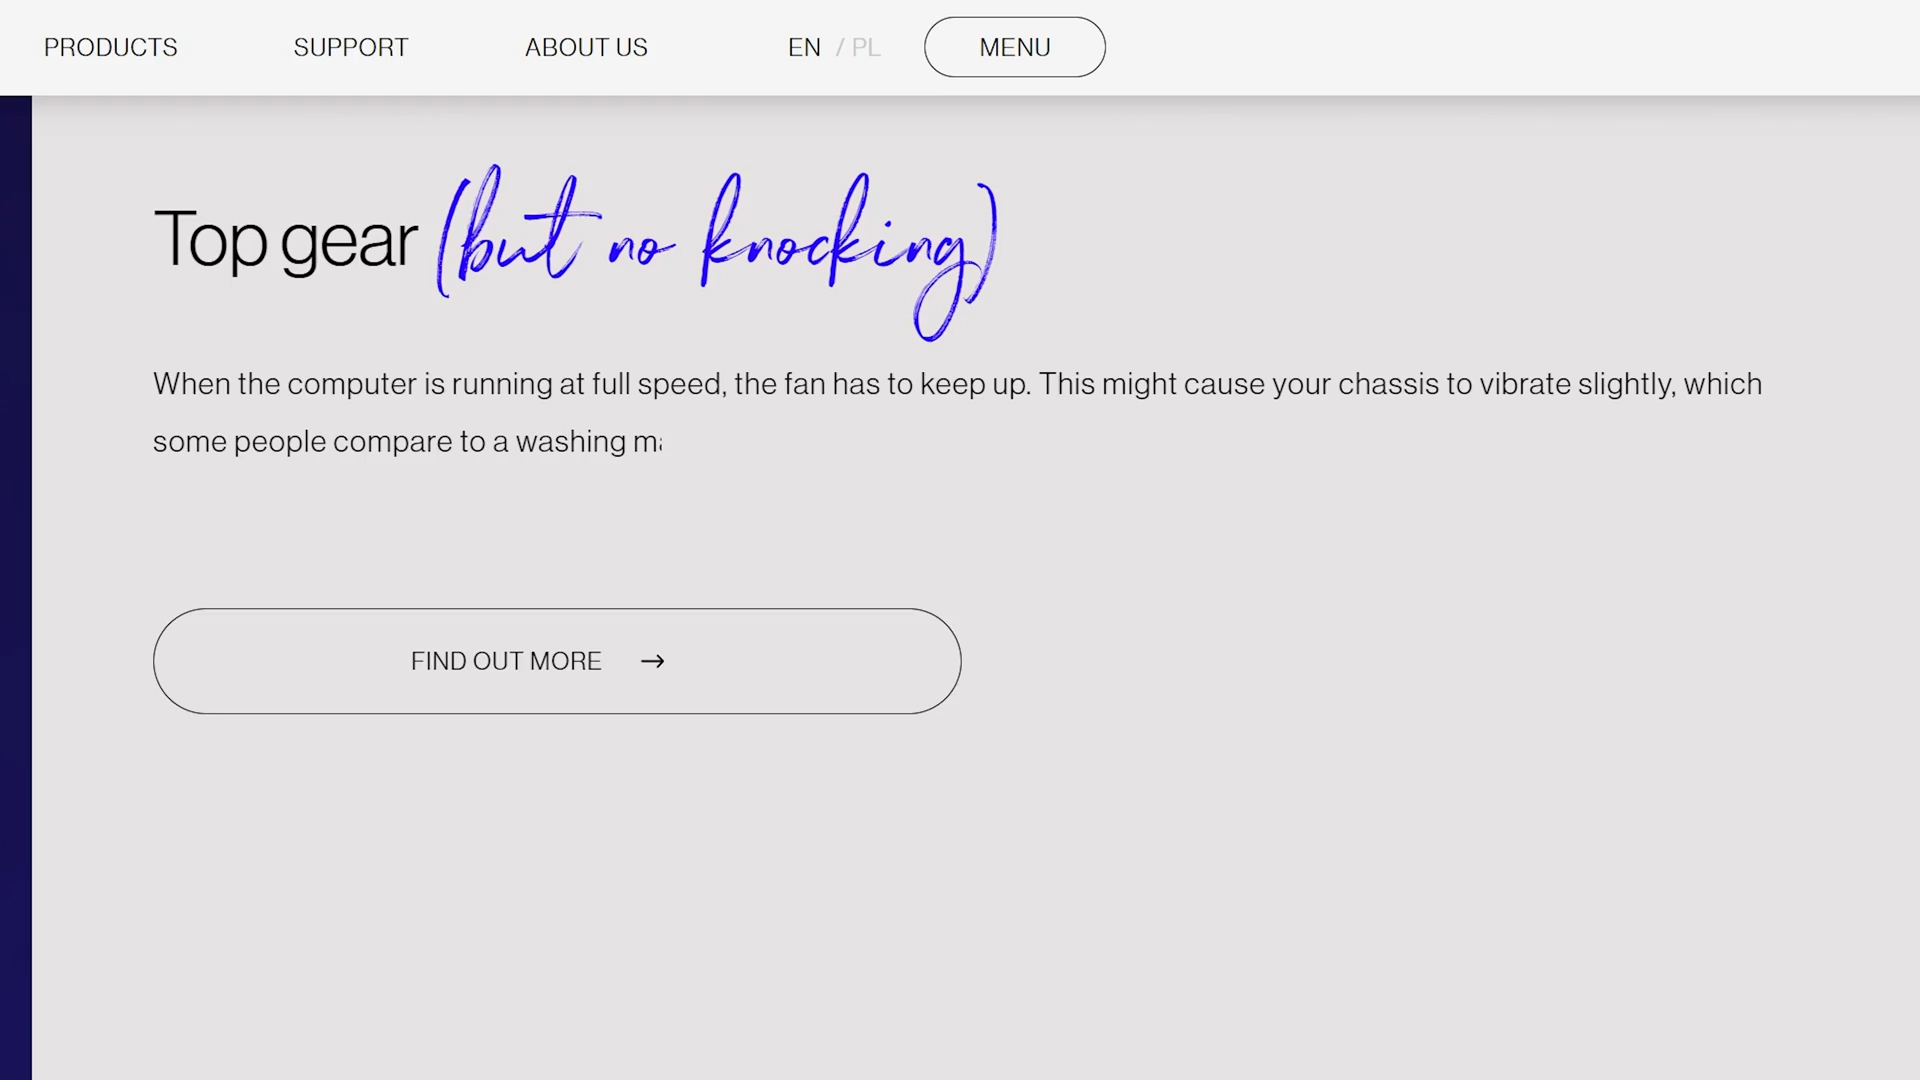 PRODUCTS SUPPORT ABOUT US EN / PL MENU
Top gear (but no knocking)
When the computer is running at full speed, the fan has to keep up. This might cause your chassis to vibrate slightly, which
some people compare to a washing
FIND OUT MORE →